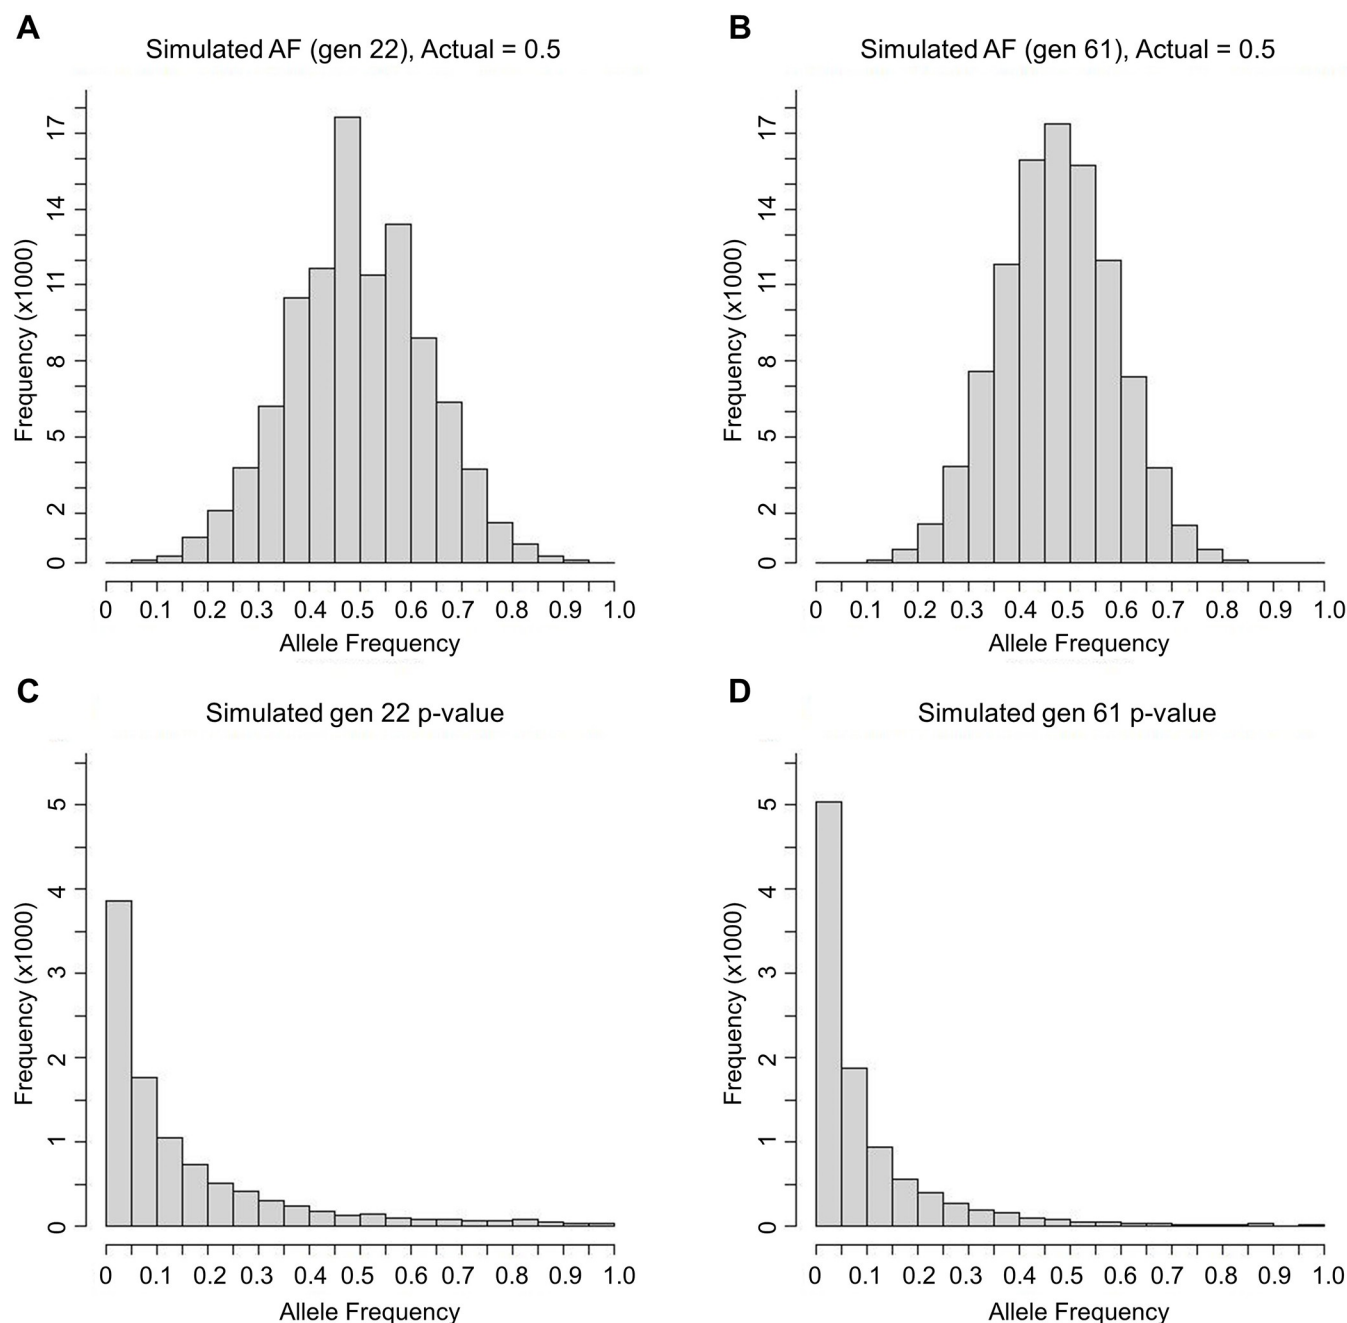 A
Simulated AF (gen 22), Actual = 0.5
Frequency (x1000)
17
14
11
8
5
2
0
0 0.1 0.2 0.3 0.4 0.5 0.6 0.7 0.8 0.9 1.0
Allele Frequency
B
Simulated AF (gen 61), Actual = 0.5
Frequency (x1000)
17
14
11
8
5
2
0
0 0.1 0.2 0.3 0.4 0.5 0.6 0.7 0.8 0.9 1.0
Allele Frequency
C
Simulated gen 22 p-value
Frequency (x1000)
5
4
3
2
1
0
0 0.1 0.2 0.3 0.4 0.5 0.6 0.7 0.8 0.9 1.0
Allele Frequency
D
Simulated gen 61 p-value
Frequency (x1000)
5
4
3
2
1
0
0 0.1 0.2 0.3 0.4 0.5 0.6 0.7 0.8 0.9 1.0
Allele Frequency